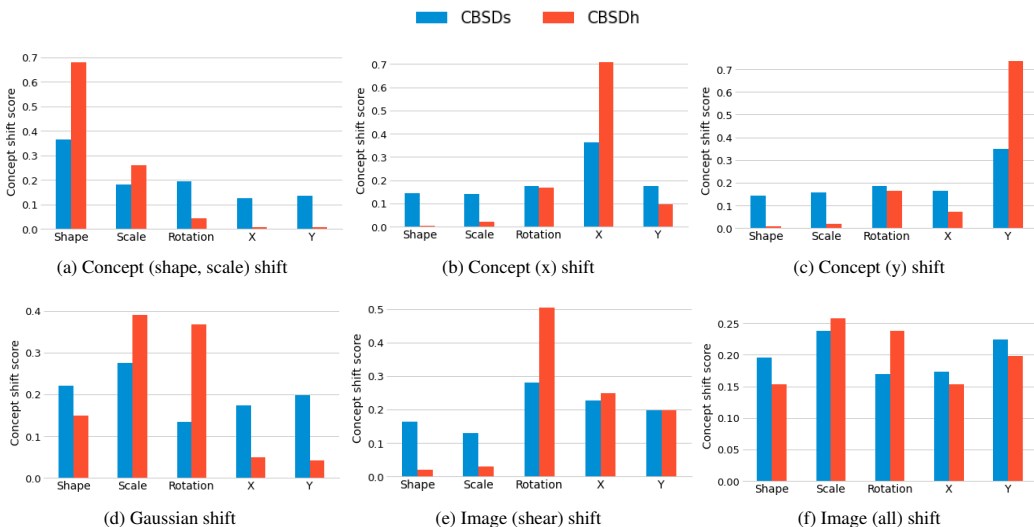 CBSDs CBSDh
Concept shift score
0.7
0.6
0.5
0.4
0.3
0.2
0.1
0.0
Shape Scale Rotation X Y
(a) Concept (shape, scale) shift
Concept shift score
0.7
0.6
0.5
0.4
0.3
0.2
0.1
0.0
Shape Scale Rotation X Y
(b) Concept (x) shift
Concept shift score
0.7
0.6
0.5
0.4
0.3
0.2
0.1
0.0
Shape Scale Rotation X Y
(c) Concept (y) shift
Concept shift score
0.4
0.3
0.2
0.1
0.0
Shape Scale Rotation X Y
(d) Gaussian shift
Concept shift score
0.5
0.4
0.3
0.2
0.1
0.0
Shape Scale Rotation X Y
(e) Image (shear) shift
Concept shift score
0.25
0.20
0.15
0.10
0.05
0.00
Shape Scale Rotation X Y
(f) Image (all) shift